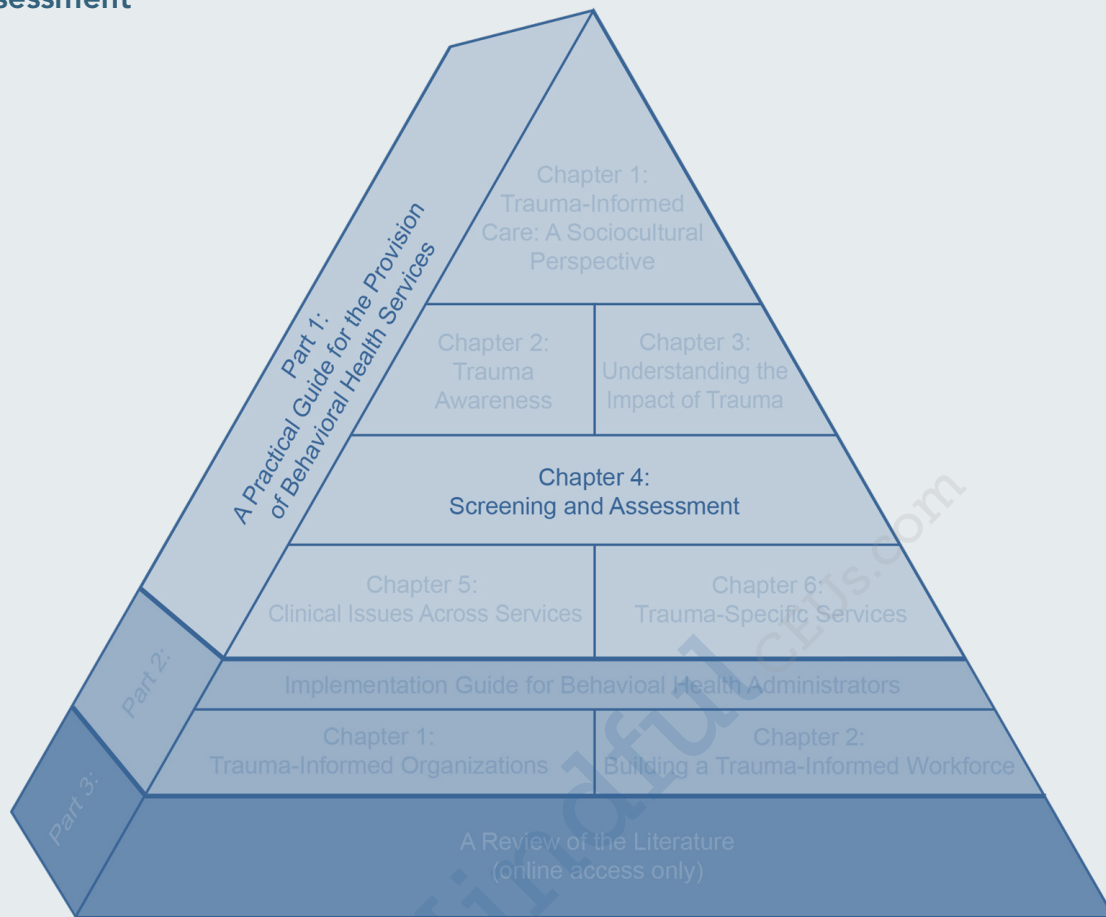 ssessment
Chapter 1:
Trauma-Informed
Care: A Sociocultural
Perspective
Part 1:
A Practical Guide for the Provision
of Behavioral Health Services
Chapter 2:
Trauma
Awareness
Chapter 3:
Understanding the
Impact of Trauma
Chapter 4:
Screening and Assessment
Chapter 5:
Clinical Issues Across Services
Chapter 6:
Trauma-Specific Services
Part 2:
Implementation Guide for Behavioal Health Administrators
Chapter 1:
Trauma-Informed Organizations
Chapter 2:
Building a Trauma-Informed Workforce
Part 3:
A Review of the Literature
(online access only)
Mindful CEUs.com